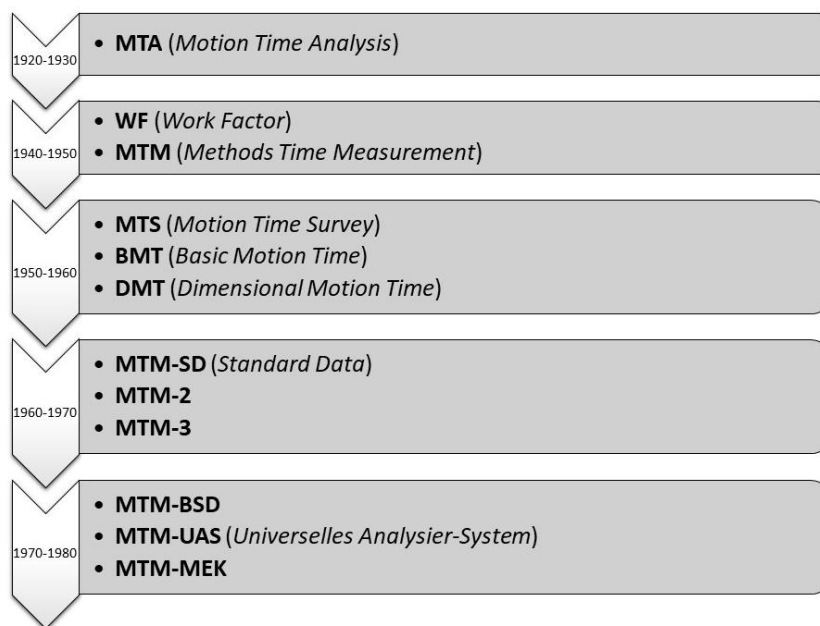 1920-1930
• MTA (Motion Time Analysis)
1940-1950
• WF (Work Factor)
• MTM (Methods Time Measurement)
1950-1960
• MTS (Motion Time Survey)
• BMT (Basic Motion Time)
• DMT (Dimensional Motion Time)
1960-1970
• MTM-SD (Standard Data)
• MTM-2
• MTM-3
1970-1980
• MTM-BSD
• MTM-UAS (Universelles Analysier-System)
• MTM-MEK